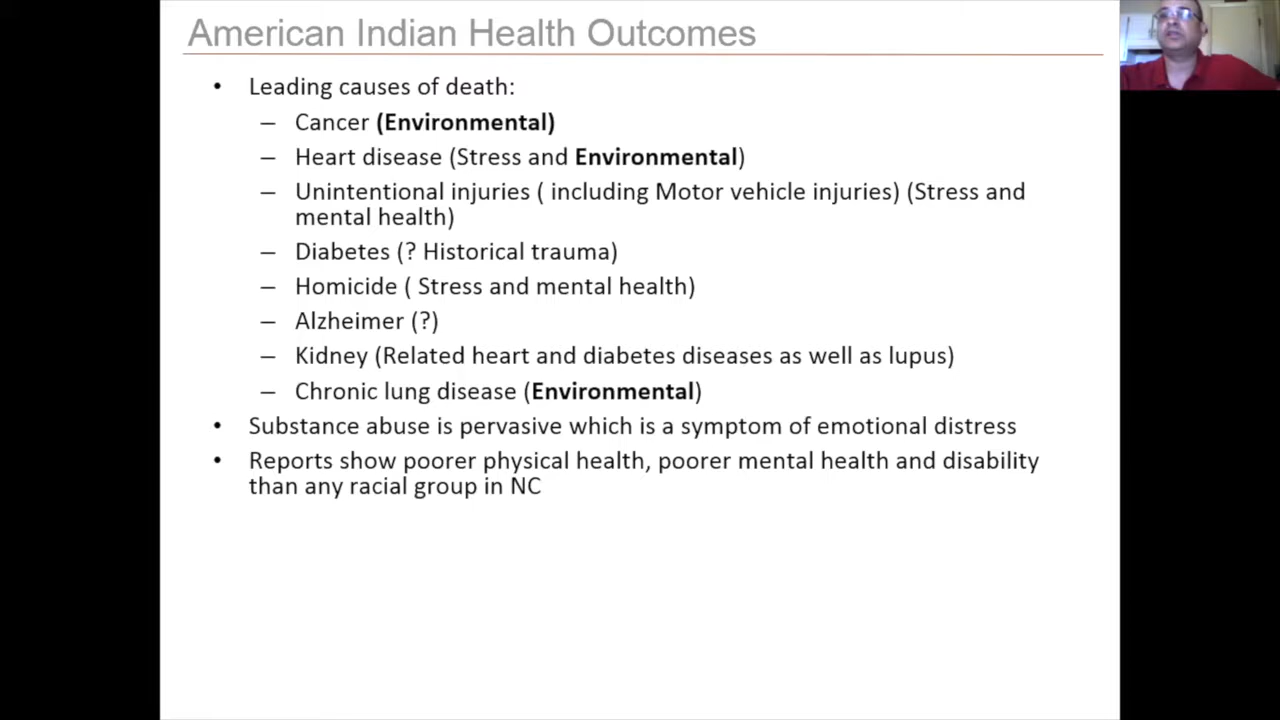 American Indian Health Outcomes
• Leading causes of death:
– Cancer (Environmental)
– Heart disease (Stress and Environmental)
– Unintentional injuries ( including Motor vehicle injuries) (Stress and
mental health)
– Diabetes (? Historical trauma)
– Homicide ( Stress and mental health)
– Alzheimer (?)
– Kidney (Related heart and diabetes diseases as well as lupus)
– Chronic lung disease (Environmental)
• Substance abuse is pervasive which is a symptom of emotional distress
• Reports show poorer physical health, poorer mental health and disability
than any racial group in NC